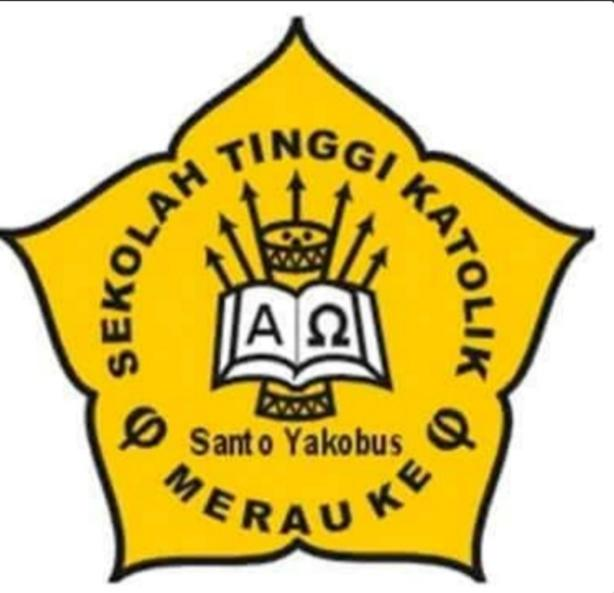 SEKOLAH TINGGI KATOLIK
Α Ω
Santo Yakobus
MERAUKE